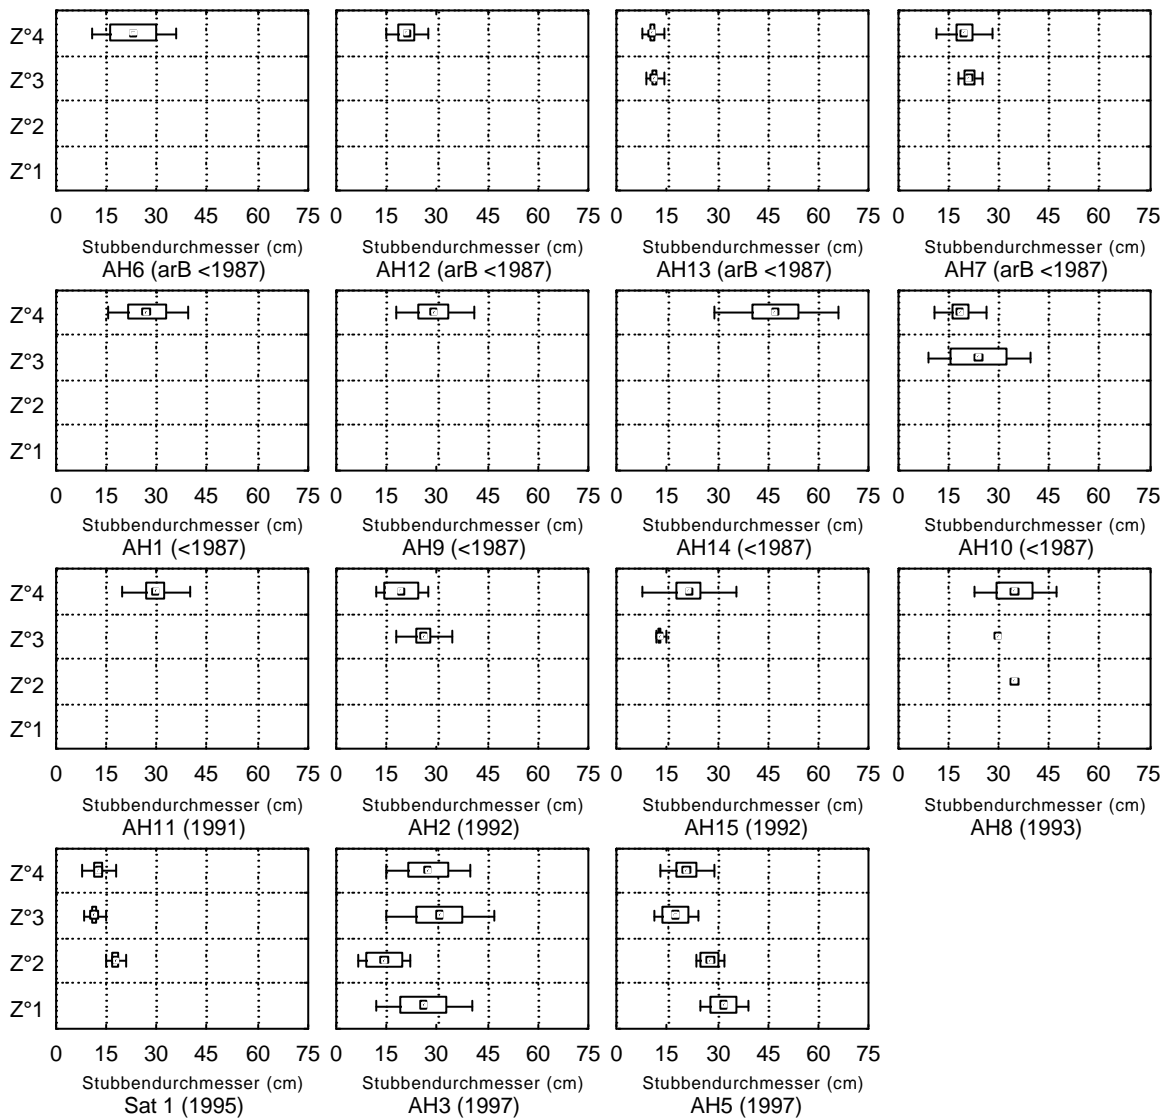 Z°4
Z°3
Z°2
Z°1
0 15 30 45 60 75 0 15 30 45 60 75 0 15 30 45 60 75 0 15 30 45 60 75
Stubbendurchmesser (cm) Stubbendurchmesser (cm) Stubbendurchmesser (cm) Stubbendurchmesser (cm)
AH6 (arB <1987) AH12 (arB <1987) AH13 (arB <1987) AH7 (arB <1987)
Z°4
Z°3
Z°2
Z°1
0 15 30 45 60 75 0 15 30 45 60 75 0 15 30 45 60 75 0 15 30 45 60 75
Stubbendurchmesser (cm) Stubbendurchmesser (cm) Stubbendurchmesser (cm) Stubbendurchmesser (cm)
AH1 (<1987) AH9 (<1987) AH14 (<1987) AH10 (<1987)
Z°4
Z°3
Z°2
Z°1
0 15 30 45 60 75 0 15 30 45 60 75 0 15 30 45 60 75 0 15 30 45 60 75
Stubbendurchmesser (cm) Stubbendurchmesser (cm) Stubbendurchmesser (cm) Stubbendurchmesser (cm)
AH11 (1991) AH2 (1992) AH15 (1992) AH8 (1993)
Z°4
Z°3
Z°2
Z°1
0 15 30 45 60 75 0 15 30 45 60 75 0 15 30 45 60 75
Stubbendurchmesser (cm) Stubbendurchmesser (cm) Stubbendurchmesser (cm)
Sat 1 (1995) AH3 (1997) AH5 (1997)